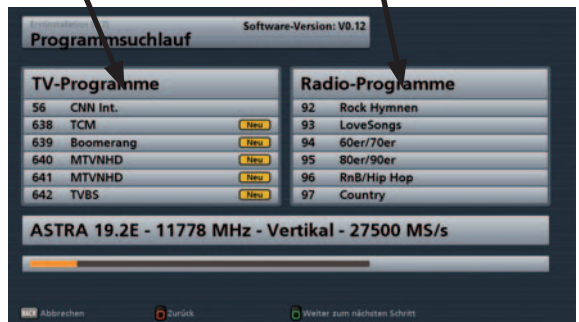 Erstinstallation
Programmsuchlauf
Software-Version: V0.12
TV-Programme
56 CNN Int.
638 TCM Neu
639 Boomerang Neu
640 MTVNHD Neu
641 MTVNHD Neu
642 TVBS Neu
Radio-Programme
92 Rock Hymnen
93 LoveSongs
94 60er/70er
95 80er/90er
96 RnB/Hip Hop
97 Country
ASTRA 19.2E - 11778 MHz - Vertikal - 27500 MS/s
BACK Abbrechen
Zurück
Weiter zum nächsten Schritt